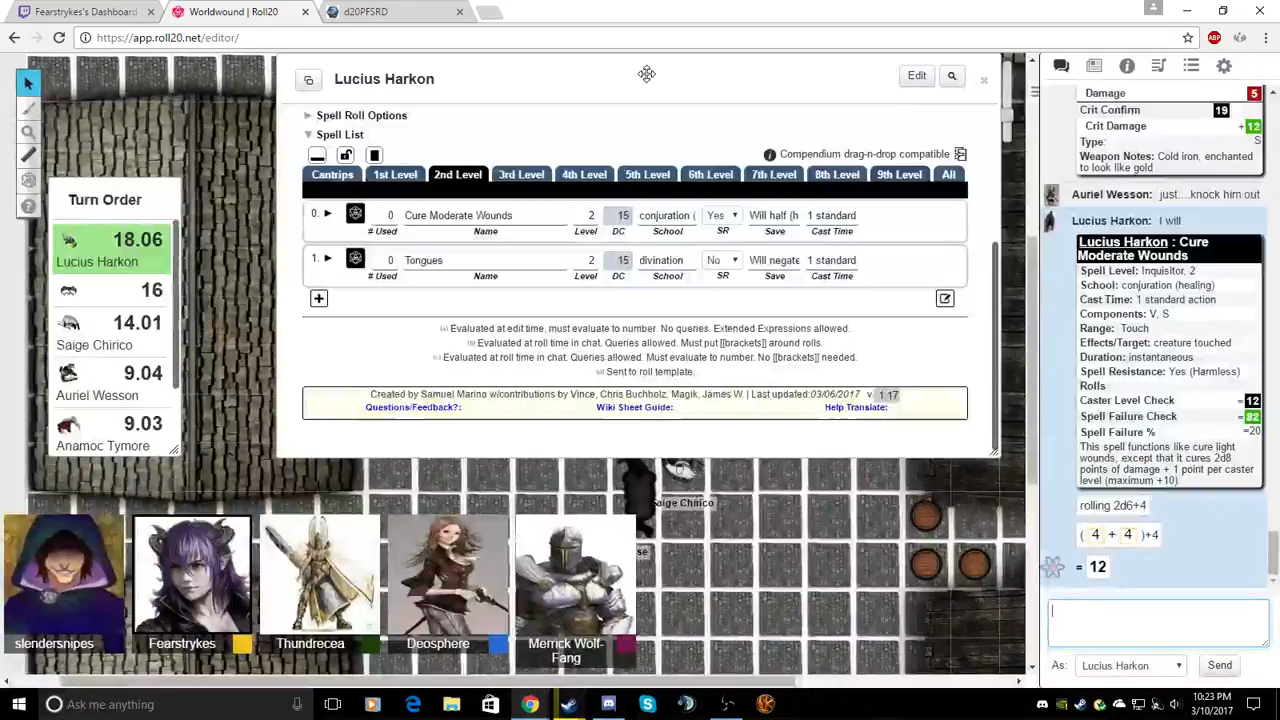 Fearstrykes's Dashboard
Worldwound | Roll20
d20PFSRD
https://app.roll20.net/editor/
ABP
Lucius Harkon
Edit
Spell Roll Options
Spell List
Compendium drag-n-drop compatible
Cantrips 1st Level 2nd Level 3rd Level 4th Level 5th Level 6th Level 7th Level 8th Level 9th Level All
0. 0 Cure Moderate Wounds 2 15 conjuration ( Yes Will half (h 1 standard
# Used Name Level DC School SR Save Cast Time
1. 0 Tongues 2 15 divination No Will negate 1 standard
# Used Name Level DC School SR Save Cast Time
Evaluated at edit time, must evaluate to number. No queries. Extended Expressions allowed.
Evaluated at roll time in chat. Queries allowed. Must put [[brackets]] around rolls.
Evaluated at roll time in chat. Queries allowed. Must evaluate to number. No [[brackets]] needed.
Sent to roll template.
Created by Samuel Marino w/contributions by Vince, Chris Buchholz, Magik, James W. | Last updated:03/06/2017 v. 1.17
Questions/Feedback?: Wiki Sheet Guide: Help Translate:
Turn Order
18.06
Lucius Harkon
16
14.01
Saige Chirico
9.04
Auriel Wesson
9.03
Anamoc Tymore
aige Chirico
se
slendersnipes
Fearstrykes
Thundrecea
Deosphere
Merrick Wolf-
Fang
Damage 5
Crit Confirm 19
Crit Damage +12
Type: S
Weapon Notes: Cold iron, enchanted
to look like gold
Auriel Wesson: just....knock him out
Lucius Harkon: I will
Lucius Harkon : Cure
Moderate Wounds
Spell Level: Inquisitor, 2
School: conjuration (healing)
Cast Time: 1 standard action
Components: V, S
Range: Touch
Effects/Target: creature touched
Duration: instantaneous
Spell Resistance: Yes (Harmless)
Rolls
Caster Level Check =12
Spell Failure Check =82
Spell Failure % =20
This spell functions like cure light
wounds, except that it cures 2d8
points of damage + 1 point per caster
level (maximum +10).
rolling 2d6+4
(4 + 4)+4
= 12
As: Lucius Harkon Send
Ask me anything
10:23 PM
3/10/2017